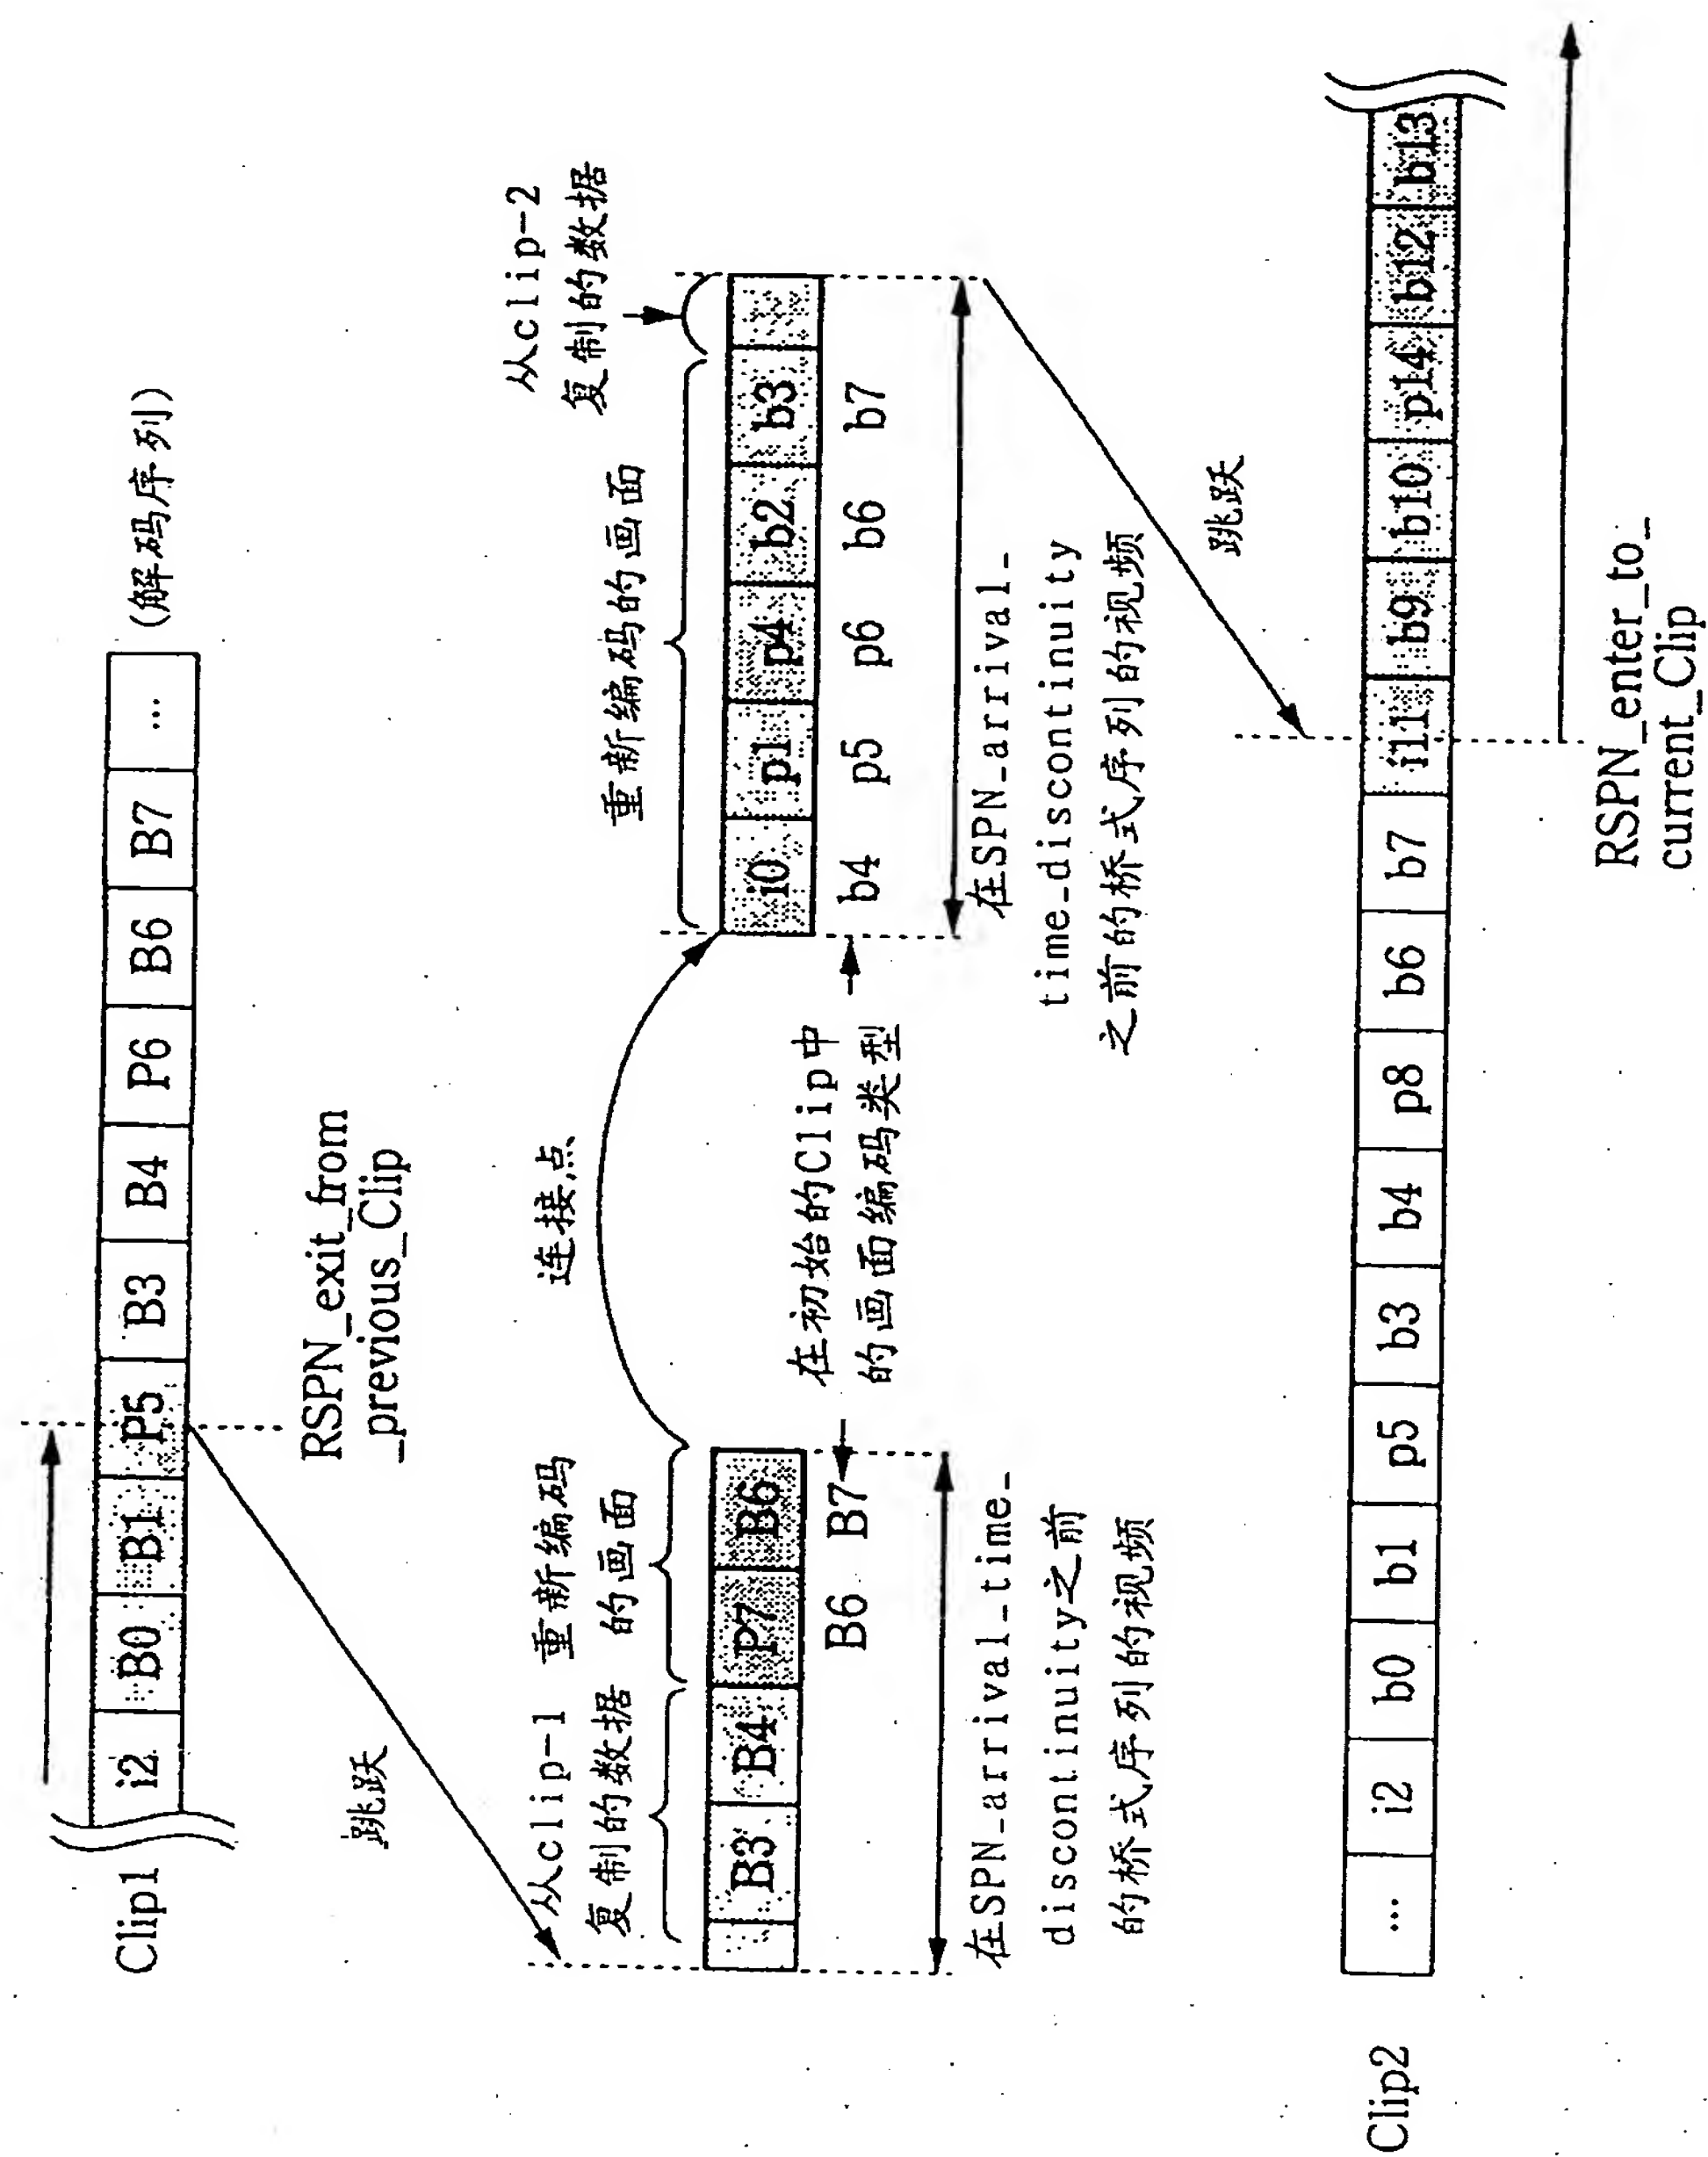 Clip1
i2 B0 B1 P5 B3 B4 P6 B6 B7 ...
(解码序列)
RSPN_exit_from
_previous_Clip
跳跃
从clip-1
复制的数据
重新编码
的画面
连接点
重新编码的画面
从clip-2
复制的数据
B3 B4 P7 B6
i0 p1 p4 b2 b3
B6 B7
在初始的Clip中
的画面编码类型
b4 p5 p6 b6 b7
在SPN_arrival_time_
discontinuity之前
的桥式序列的视频
在SPN_arrival_
time_discontinuity
之前的桥式序列的视频
跳跃
Clip2
... i2 b0 b1 p5 b3 b4 p8 b6 b7 i11 b9 b10 p14 b12 b13
RSPN_enter_to_
current_Clip